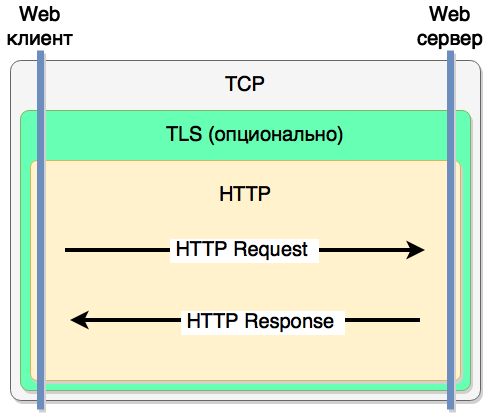 Web
клиент
Web
сервер
TCP
TLS (опционально)
HTTP
HTTP Request
HTTP Response